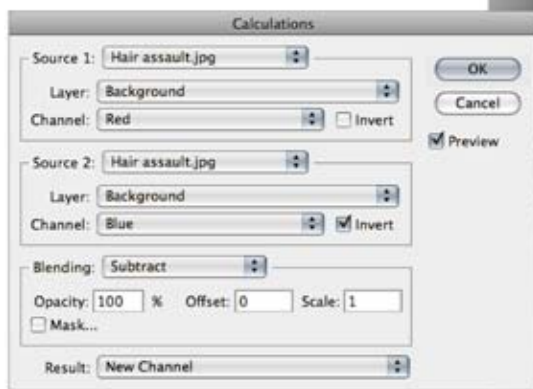 Calculations
Source 1: Hair assault.jpg
Layer: Background
Channel: Red Invert
OK
Cancel
Preview
Source 2: Hair assault.jpg
Layer: Background
Channel: Blue Invert
Blending: Subtract
Opacity: 100 % Offset: 0 Scale: 1
Mask...
Result: New Channel